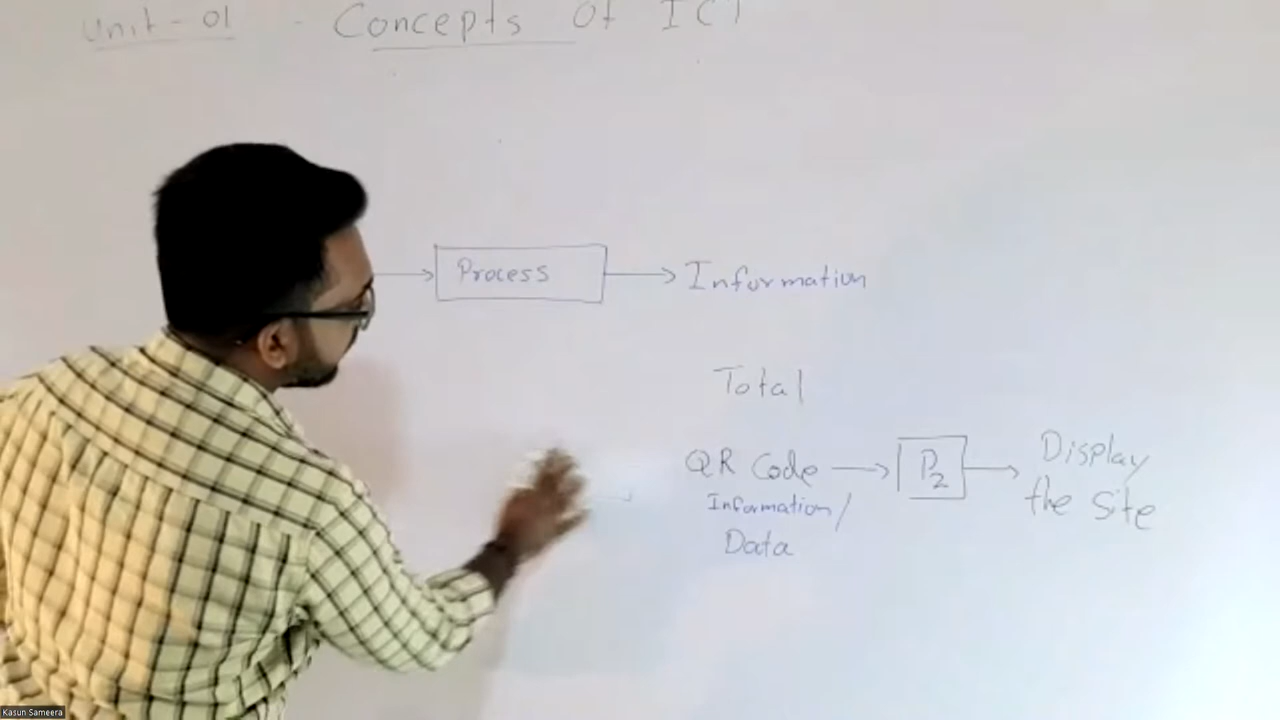 Unit - 01 - Concepts of ICT
Process → Information
Total
QR Code → P2 → Display the site
Information/
Data
Kasun Sameera